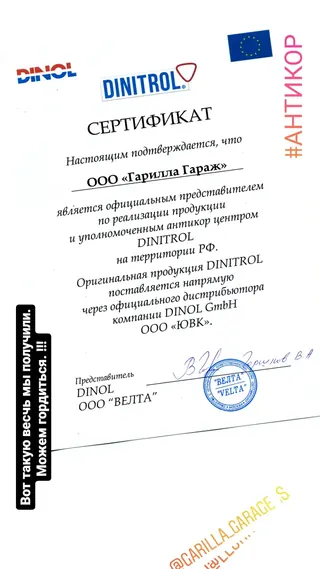 DINOL
DINITROL®
#АНТИКОР
СЕРТИФИКАТ
Настоящим подтверждается, что
ООО «Гарилла Гараж»
является официальным представителем
по реализации продукции
и уполномоченным антикор центром
DINITROL
на территории РФ.
Оригинальная продукция DINITROL
поставляется напрямую
через официального дистрибьютора
компании DINOL GmbH
ООО «ЮВК».
Представитель
DINOL
ООО "ВЕЛТА"
"ВЕЛТА"
"VELTA"
Вот такую весчь мы получили.
Можем гордиться. !!!
@GARILLA.GARAGE_S